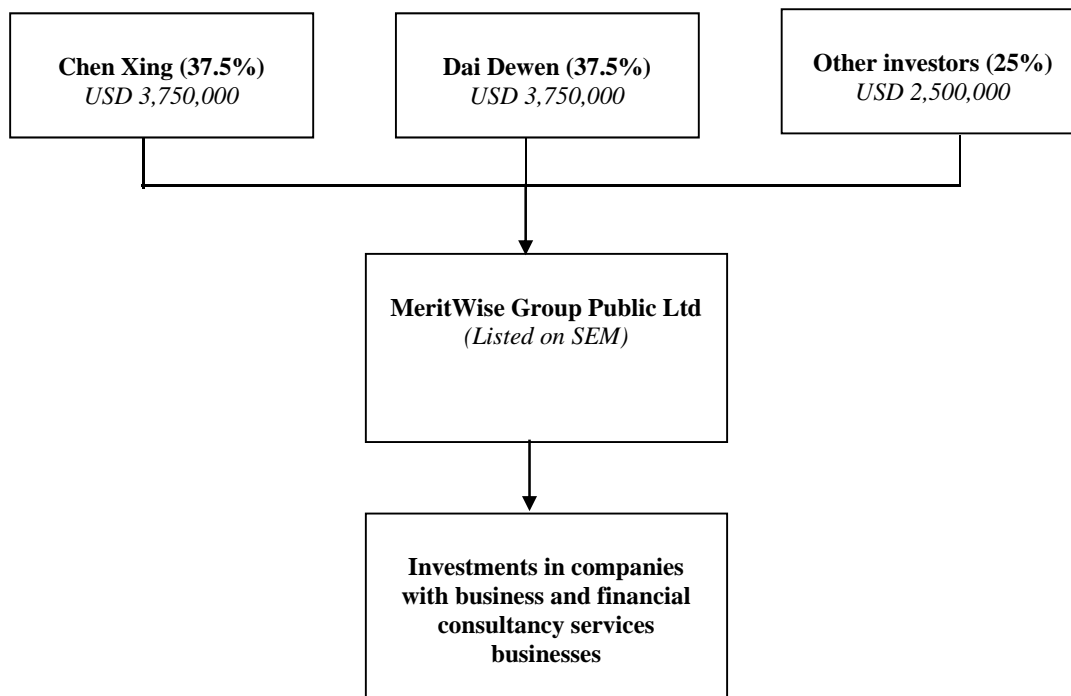 Chen Xing (37.5%)
USD 3,750,000
Dai Dewen (37.5%)
USD 3,750,000
Other investors (25%)
USD 2,500,000
MeritWise Group Public Ltd
(Listed on SEM)
Investments in companies
with business and financial
consultancy services
businesses